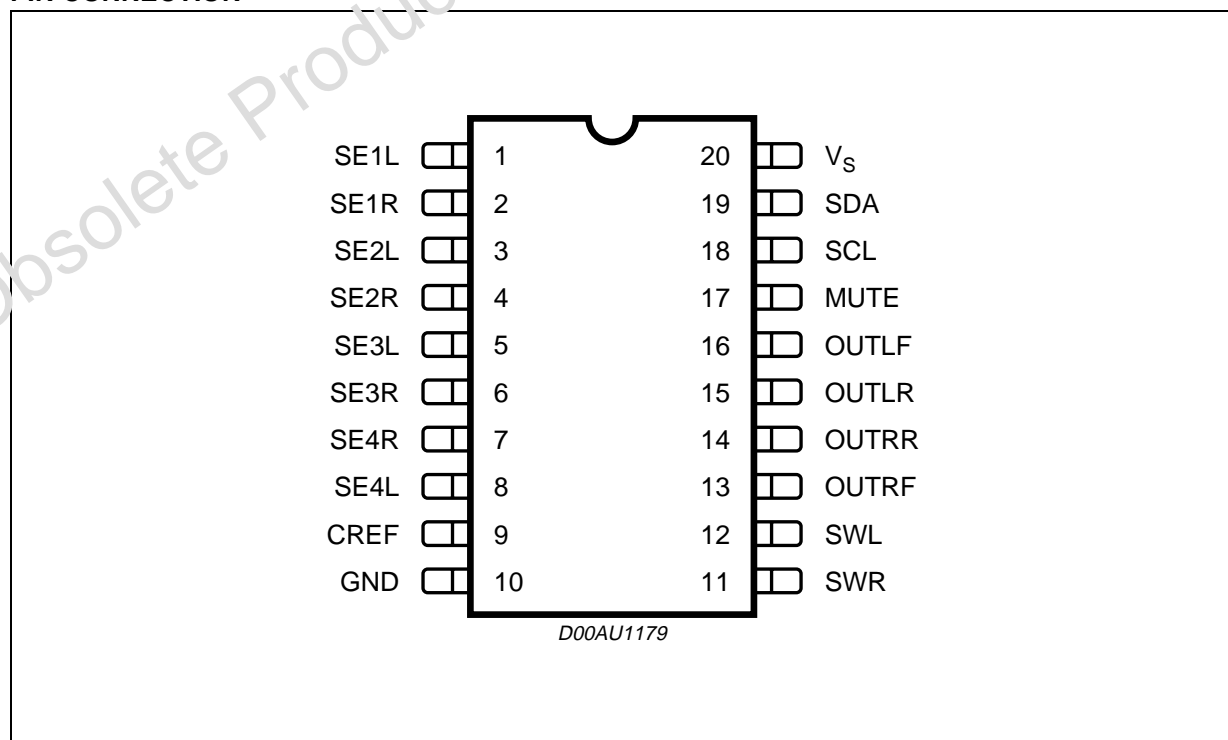 Obsolete Produc
SE1L 1 20 VS
SE1R 2 19 SDA
SE2L 3 18 SCL
SE2R 4 17 MUTE
SE3L 5 16 OUTLF
SE3R 6 15 OUTLR
SE4R 7 14 OUTRR
SE4L 8 13 OUTRF
CREF 9 12 SWL
GND 10 11 SWR
D00AU1179